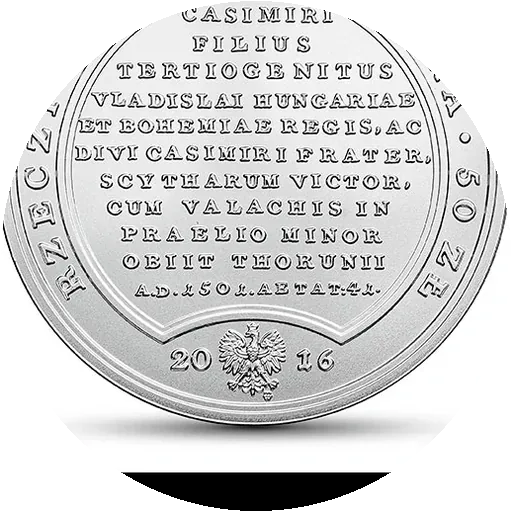 CASIMIRI
FILIUS
TERTIOGENITUS
VLADISLAI HUNGARIAE
ET BOHEMIAE REGIS, AC
DIVI CASIMIRI FRATER,
SCYTHARUM VICTOR,
CUM VALACHIS IN
PRAELIO MINOR
OBIIT THORUNII
A.D.1501.AETAT:41.
RZECZP
A · 50 ZŁ
2016